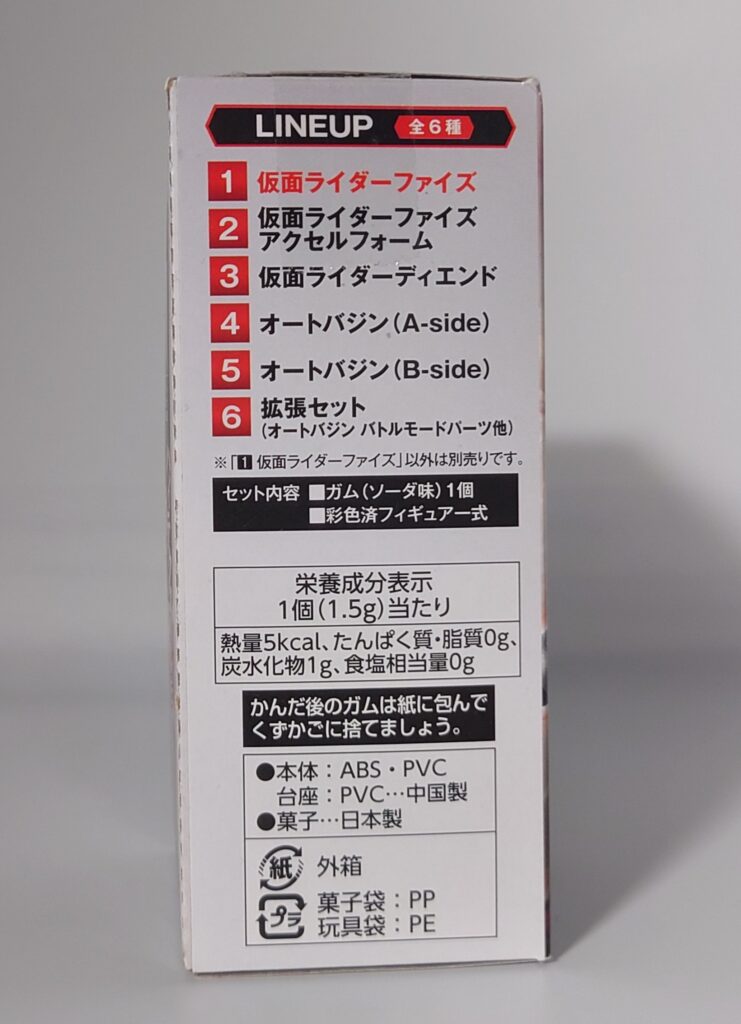 LINEUP 全6種
1 仮面ライダーファイズ
2 仮面ライダーファイズ
アクセルフォーム
3 仮面ライダーディエンド
4 オートバジン(A-side)
5 オートバジン(B-side)
6 拡張セット
(オートバジン バトルモードパーツ他)
※「1 仮面ライダーファイズ」以外は別売りです。
セット内容 ■ガム(ソーダ味)1個
■彩色済フィギュア一式
栄養成分表示
1個(1.5g)当たり
熱量5kcal、たんぱく質・脂質0g、
炭水化物1g、食塩相当量0g
かんだ後のガムは紙に包んで
くずかごに捨てましょう。
●本体：ABS・PVC
台座：PVC…中国製
●菓子…日本製
紙 外箱
プラ 菓子袋：PP
玩具袋：PE